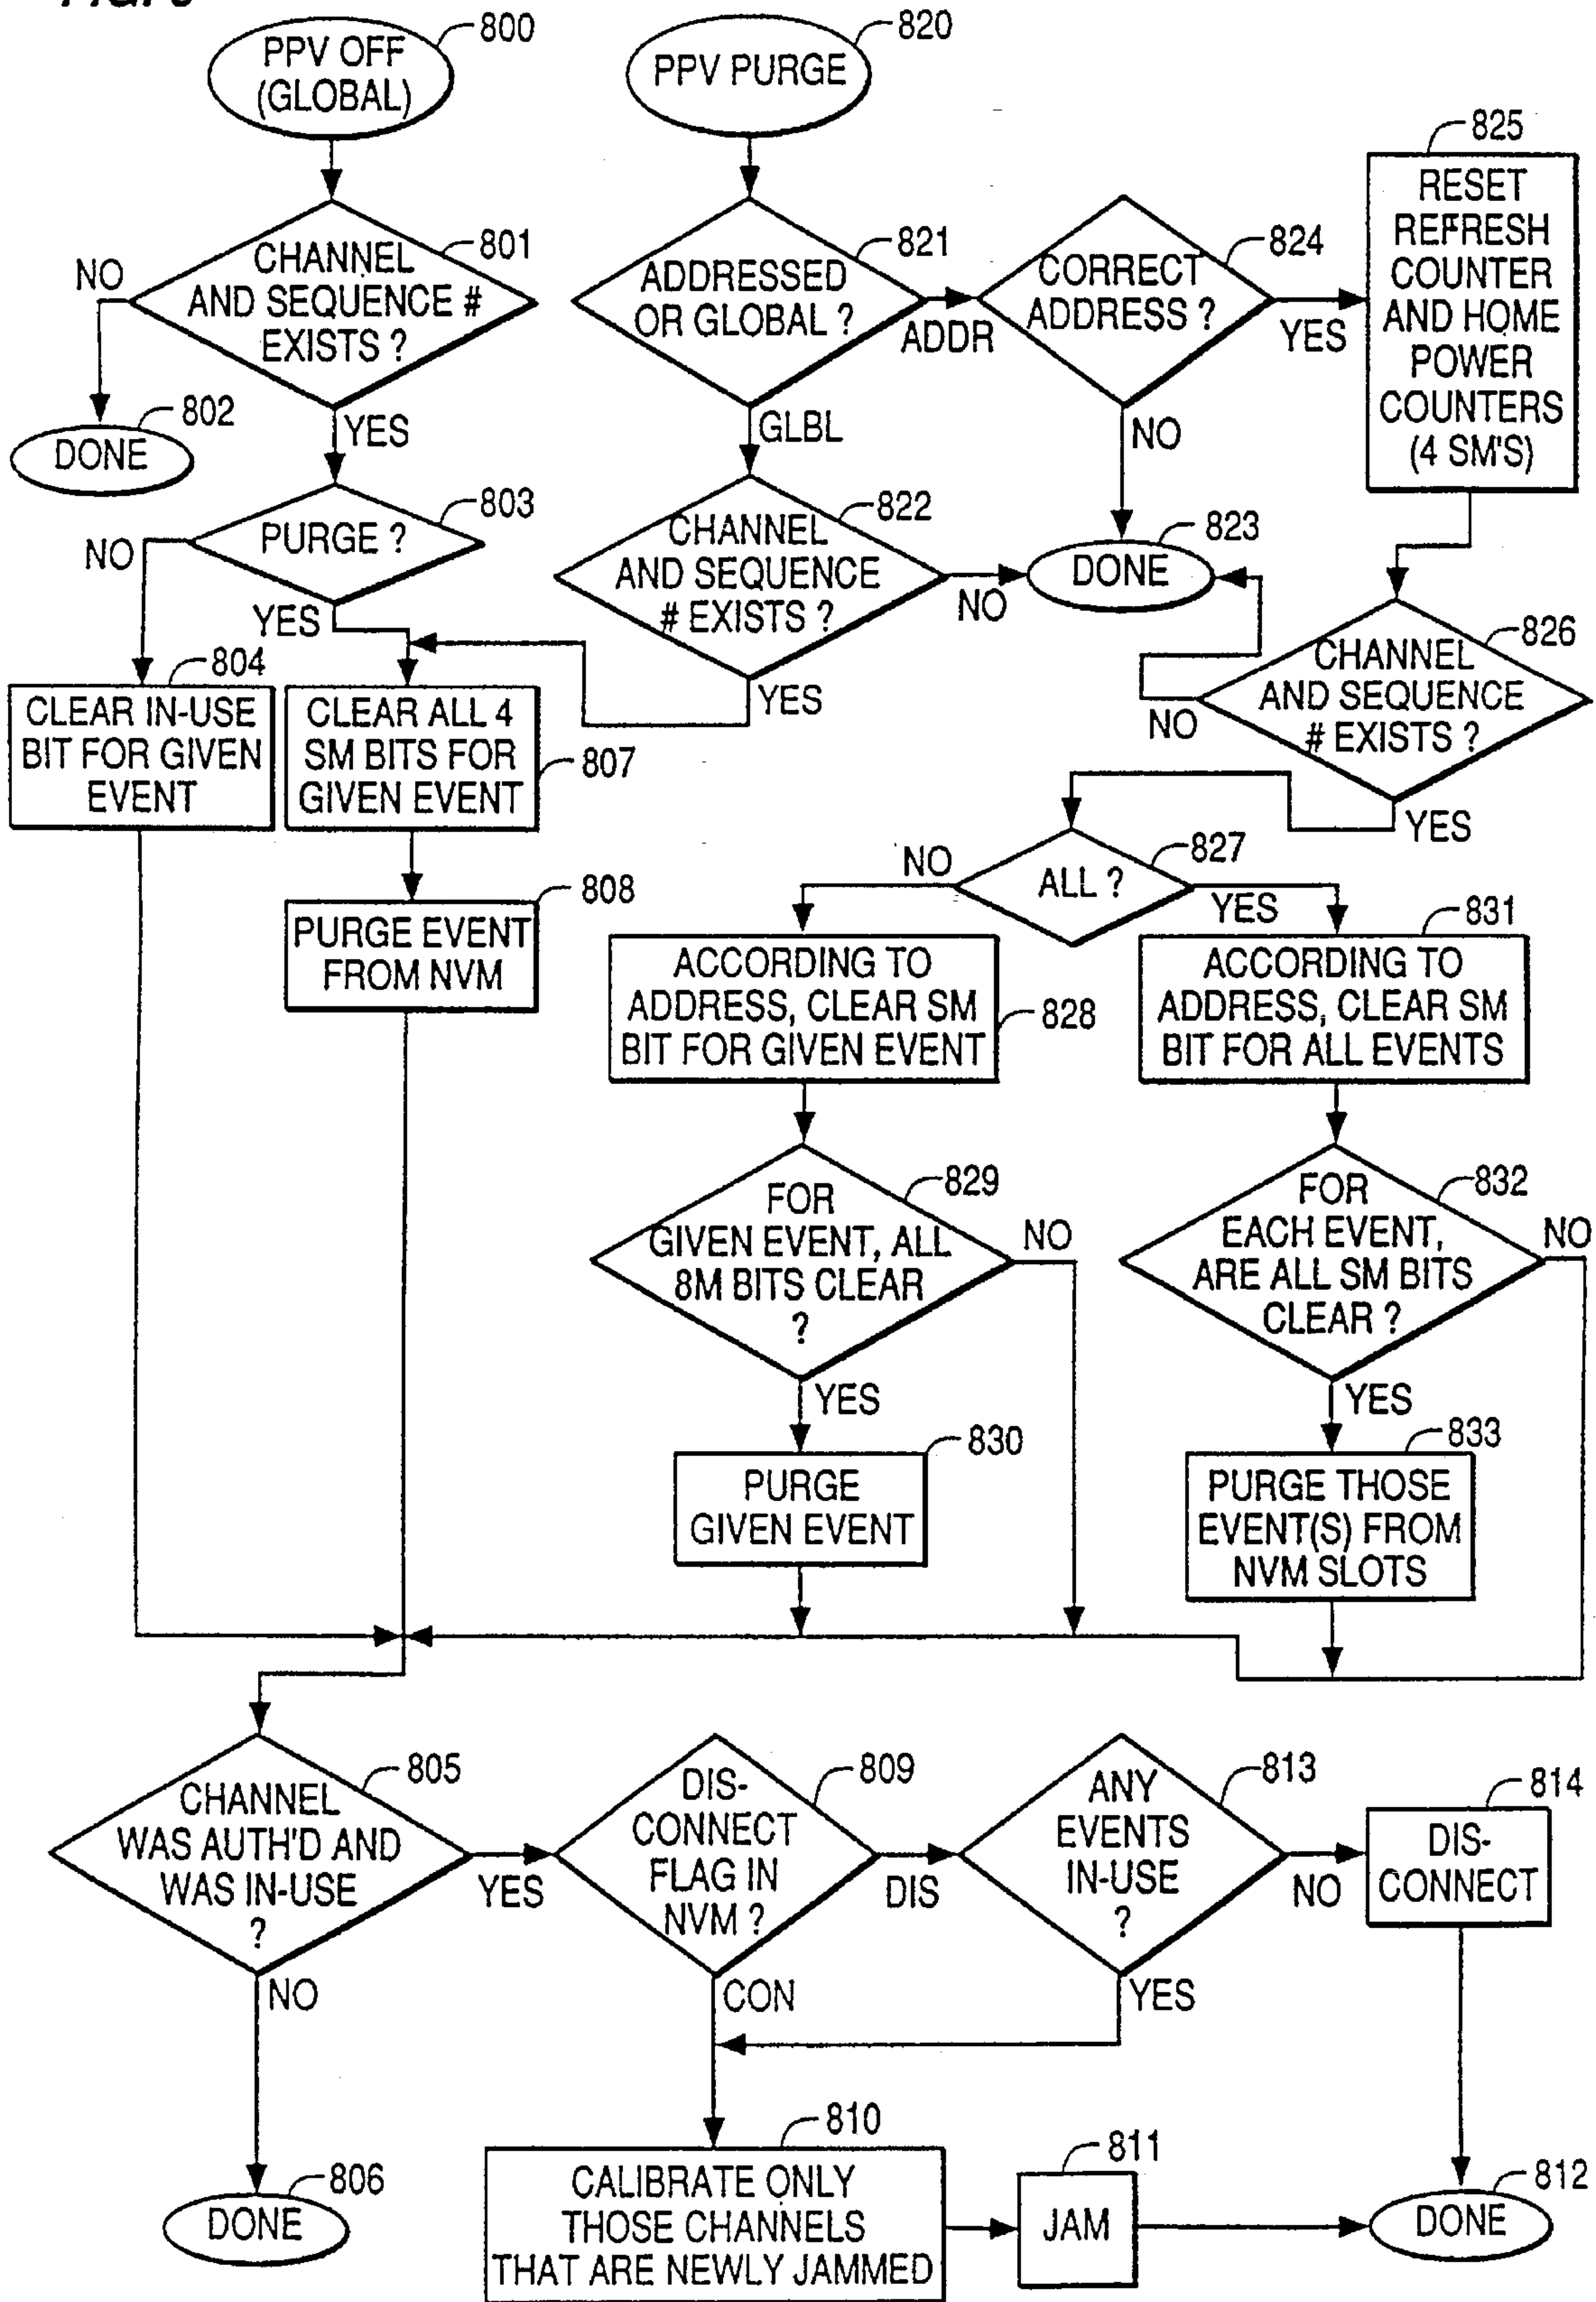 PPV OFF
(GLOBAL)
800
PPV PURGE
820
CHANNEL
AND SEQUENCE #
EXISTS ?
801
NO
YES
DONE
802
PURGE ?
803
NO
YES
CLEAR IN-USE
BIT FOR GIVEN
EVENT
804
CLEAR ALL 4
SM BITS FOR
GIVEN EVENT
807
PURGE EVENT
FROM NVM
808
ADDRESSED
OR GLOBAL ?
821
ADDR
GLBL
CORRECT
ADDRESS ?
824
YES
NO
825
RESET
REFRESH
COUNTER
AND HOME
POWER
COUNTERS
(4 SM'S)
CHANNEL
AND SEQUENCE
# EXISTS ?
822
NO
YES
DONE
823
CHANNEL
AND SEQUENCE
# EXISTS ?
826
NO
YES
ALL ?
827
NO
YES
ACCORDING TO
ADDRESS, CLEAR SM
BIT FOR GIVEN EVENT
828
ACCORDING TO
ADDRESS, CLEAR SM
BIT FOR ALL EVENTS
831
FOR
GIVEN EVENT, ALL
8M BITS CLEAR
?
829
NO
YES
FOR
EACH EVENT,
ARE ALL SM BITS
CLEAR ?
832
NO
YES
PURGE
GIVEN EVENT
830
PURGE THOSE
EVENT(S) FROM
NVM SLOTS
833
CHANNEL
WAS AUTH'D AND
WAS IN-USE
?
805
YES
NO
DIS-
CONNECT
FLAG IN
NVM ?
809
DIS
CON
ANY
EVENTS
IN-USE
?
813
NO
YES
814
DIS-
CONNECT
DONE
806
CALIBRATE ONLY
THOSE CHANNELS
THAT ARE NEWLY JAMMED
810
JAM
811
DONE
812